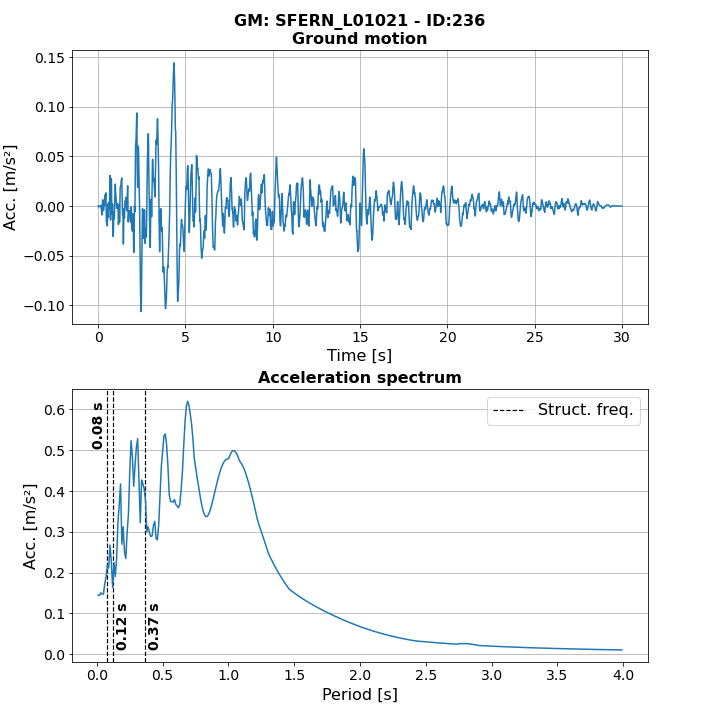 GM: SFERN_L01021 - ID:236
Ground motion
0.15
0.10
0.05
0.00
−0.05
−0.10
Acc. [m/s²]
0
5
10
15
20
25
30
Time [s]
Acceleration spectrum
0.6
0.5
0.4
0.3
0.2
0.1
0.0
Acc. [m/s²]
Struct. freq.
0.08 s
0.12 s
0.37 s
0.0
0.5
1.0
1.5
2.0
2.5
3.0
3.5
4.0
Period [s]